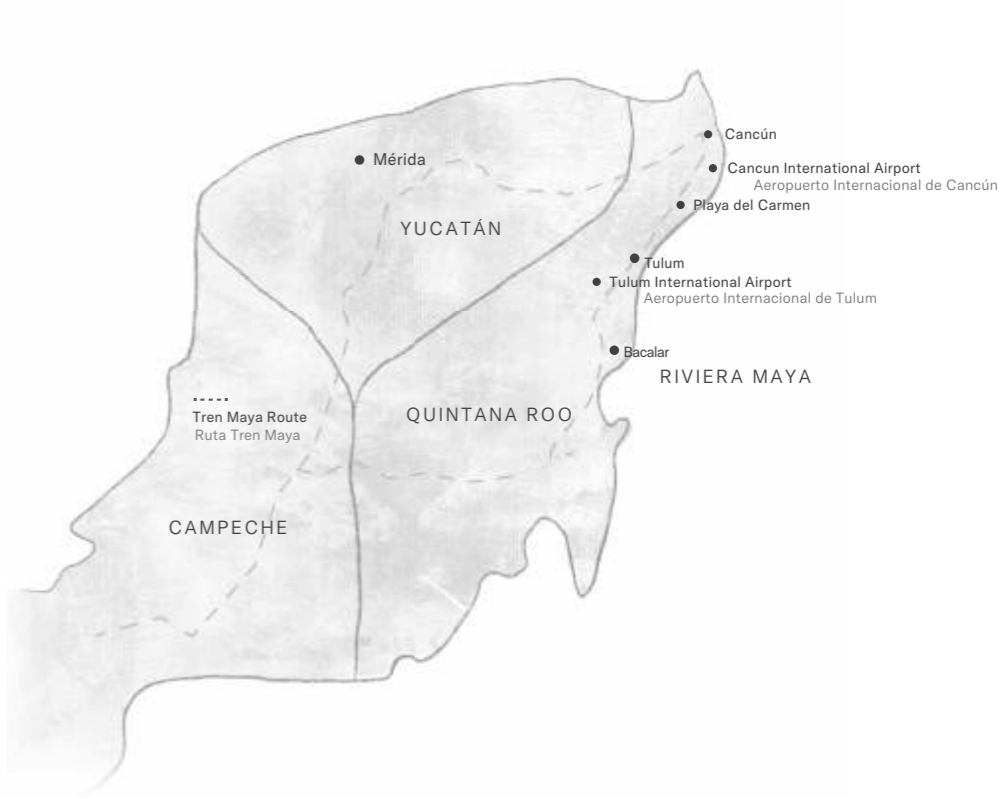 Cancún
Mérida
Cancun International Airport
Aeropuerto Internacional de Cancún
Playa del Carmen
YUCATÁN
Tulum
Tulum International Airport
Aeropuerto Internacional de Tulum
Bacalar
RIVIERA MAYA
QUINTANA ROO
Tren Maya Route
Ruta Tren Maya
CAMPECHE